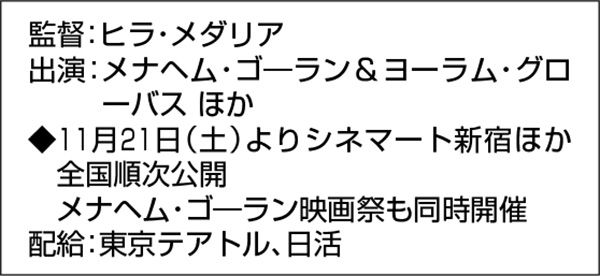 監督:ヒラ・メダリア
出演:メナヘム・ゴ―ラン&ヨーラム・グロ
ーバス ほか
◆11月21日(土)よりシネマート新宿ほか
全国順次公開
メナヘム・ゴ―ラン映画祭も同時開催
配給:東京テアトル、日活